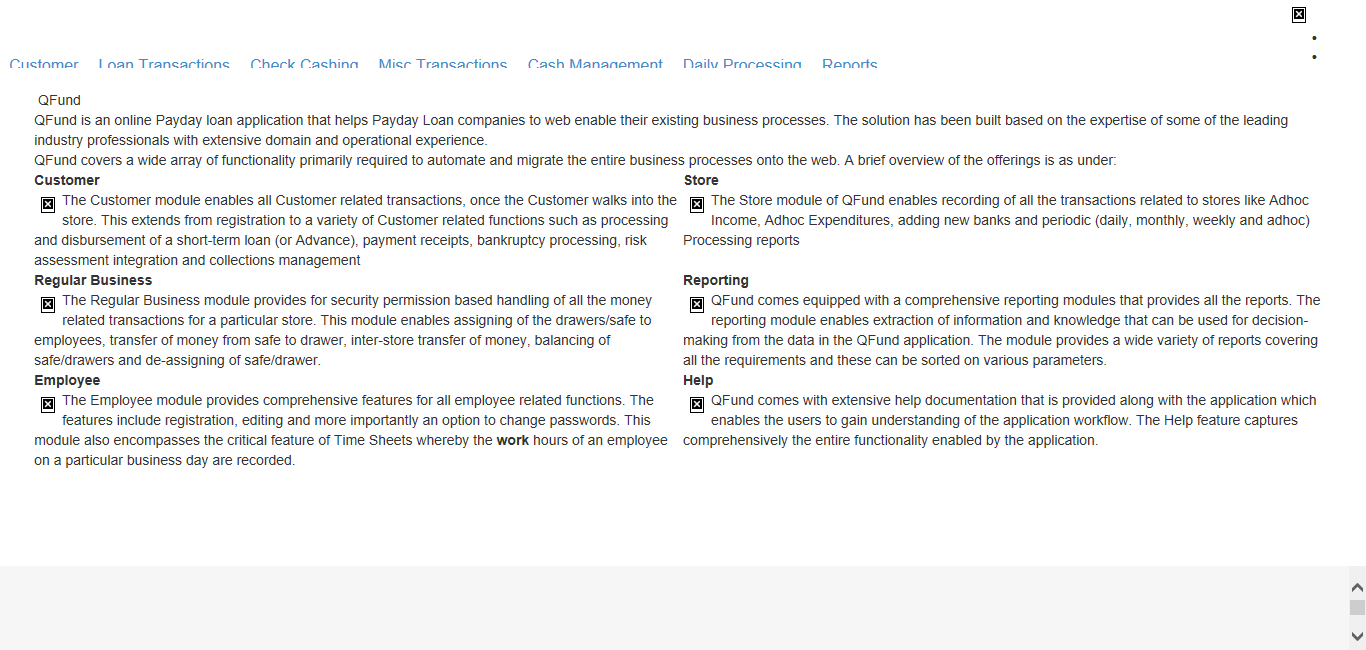 Customer Loan Transactions Check Cashing Misc Transactions Cash Management Daily Processing Reports
QFund
QFund is an online Payday loan application that helps Payday Loan companies to web enable their existing business processes. The solution has been built based on the expertise of some of the leading
industry professionals with extensive domain and operational experience.
QFund covers a wide array of functionality primarily required to automate and migrate the entire business processes onto the web. A brief overview of the offerings is as under:
Customer
The Customer module enables all Customer related transactions, once the Customer walks into the
store. This extends from registration to a variety of Customer related functions such as processing
and disbursement of a short-term loan (or Advance), payment receipts, bankruptcy processing, risk
assessment integration and collections management
Store
The Store module of QFund enables recording of all the transactions related to stores like Adhoc
Income, Adhoc Expenditures, adding new banks and periodic (daily, monthly, weekly and adhoc)
Processing reports
Regular Business
The Regular Business module provides for security permission based handling of all the money
related transactions for a particular store. This module enables assigning of the drawers/safe to
employees, transfer of money from safe to drawer, inter-store transfer of money, balancing of
safe/drawers and de-assigning of safe/drawer.
Reporting
QFund comes equipped with a comprehensive reporting modules that provides all the reports. The
reporting module enables extraction of information and knowledge that can be used for decision-
making from the data in the QFund application. The module provides a wide variety of reports covering
all the requirements and these can be sorted on various parameters.
Employee
The Employee module provides comprehensive features for all employee related functions. The
features include registration, editing and more importantly an option to change passwords. This
module also encompasses the critical feature of Time Sheets whereby the work hours of an employee
on a particular business day are recorded.
Help
QFund comes with extensive help documentation that is provided along with the application which
enables the users to gain understanding of the application workflow. The Help feature captures
comprehensively the entire functionality enabled by the application.